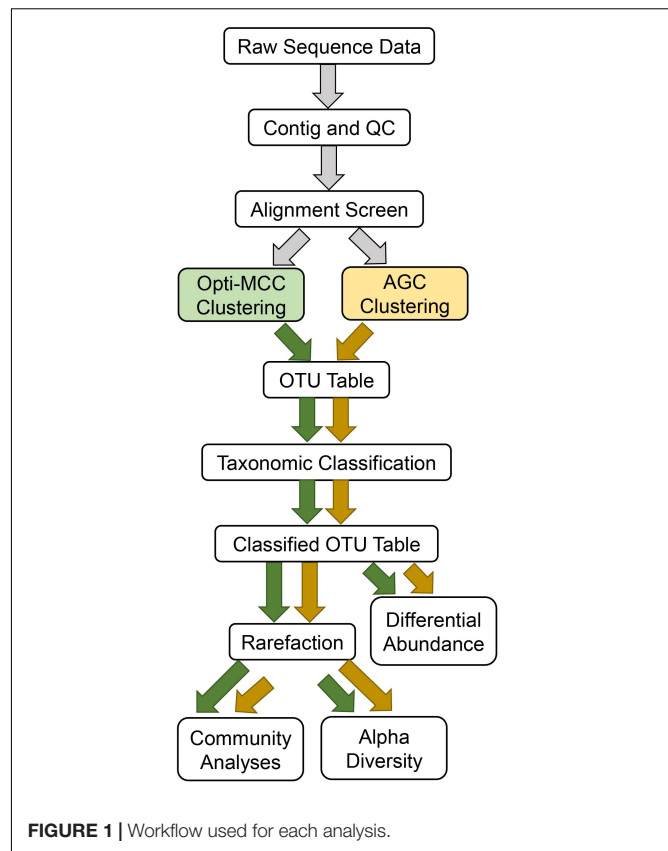 Raw Sequence Data
Contig and QC
Alignment Screen
Opti-MCC
Clustering
AGC
Clustering
OTU Table
Taxonomic Classification
Classified OTU Table
Differential
Abundance
Rarefaction
Community
Analyses
Alpha
Diversity
FIGURE 1 | Workflow used for each analysis.